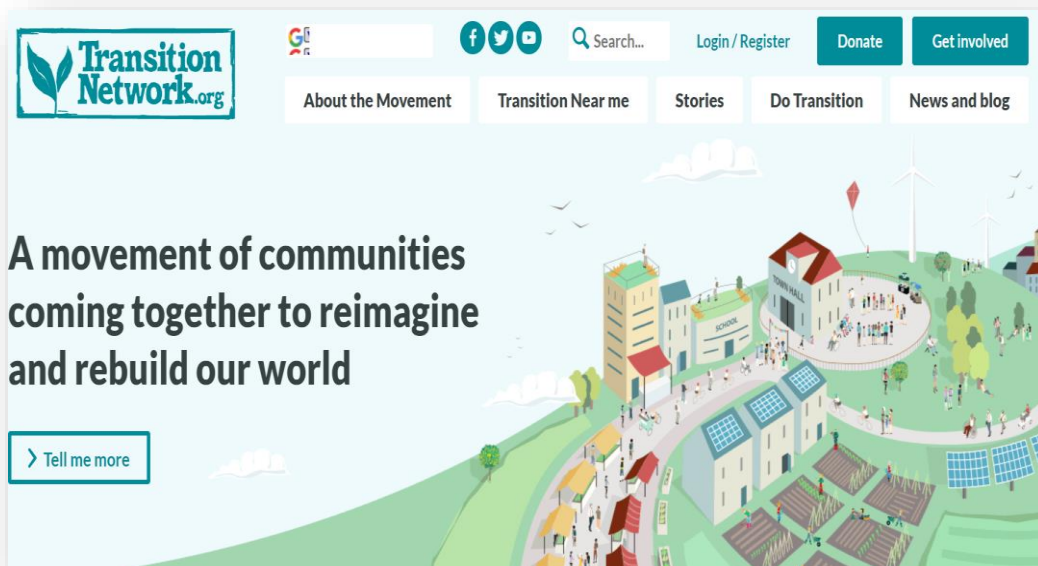 Transition
Network.org
Search...
Login / Register
Donate
Get involved
About the Movement
Transition Near me
Stories
Do Transition
News and blog
A movement of communities
coming together to reimagine
and rebuild our world
Tell me more
TOWN HALL
SCHOOL